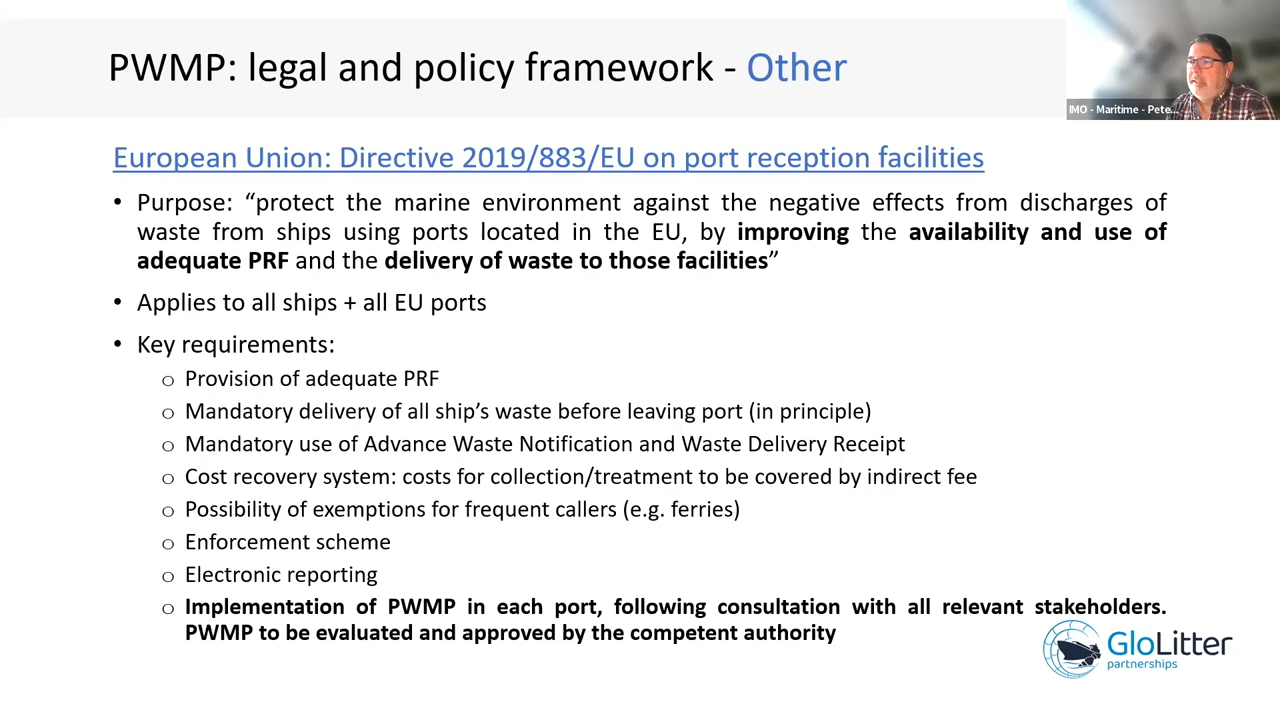 PWMP: legal and policy framework - Other
IMO - Maritime - Pete...
European Union: Directive 2019/883/EU on port reception facilities
• Purpose: “protect the marine environment against the negative effects from discharges of
waste from ships using ports located in the EU, by improving the availability and use of
adequate PRF and the delivery of waste to those facilities”
• Applies to all ships + all EU ports
• Key requirements:
o Provision of adequate PRF
o Mandatory delivery of all ship’s waste before leaving port (in principle)
o Mandatory use of Advance Waste Notification and Waste Delivery Receipt
o Cost recovery system: costs for collection/treatment to be covered by indirect fee
o Possibility of exemptions for frequent callers (e.g. ferries)
o Enforcement scheme
o Electronic reporting
o Implementation of PWMP in each port, following consultation with all relevant stakeholders.
PWMP to be evaluated and approved by the competent authority
GloLitter
partnerships